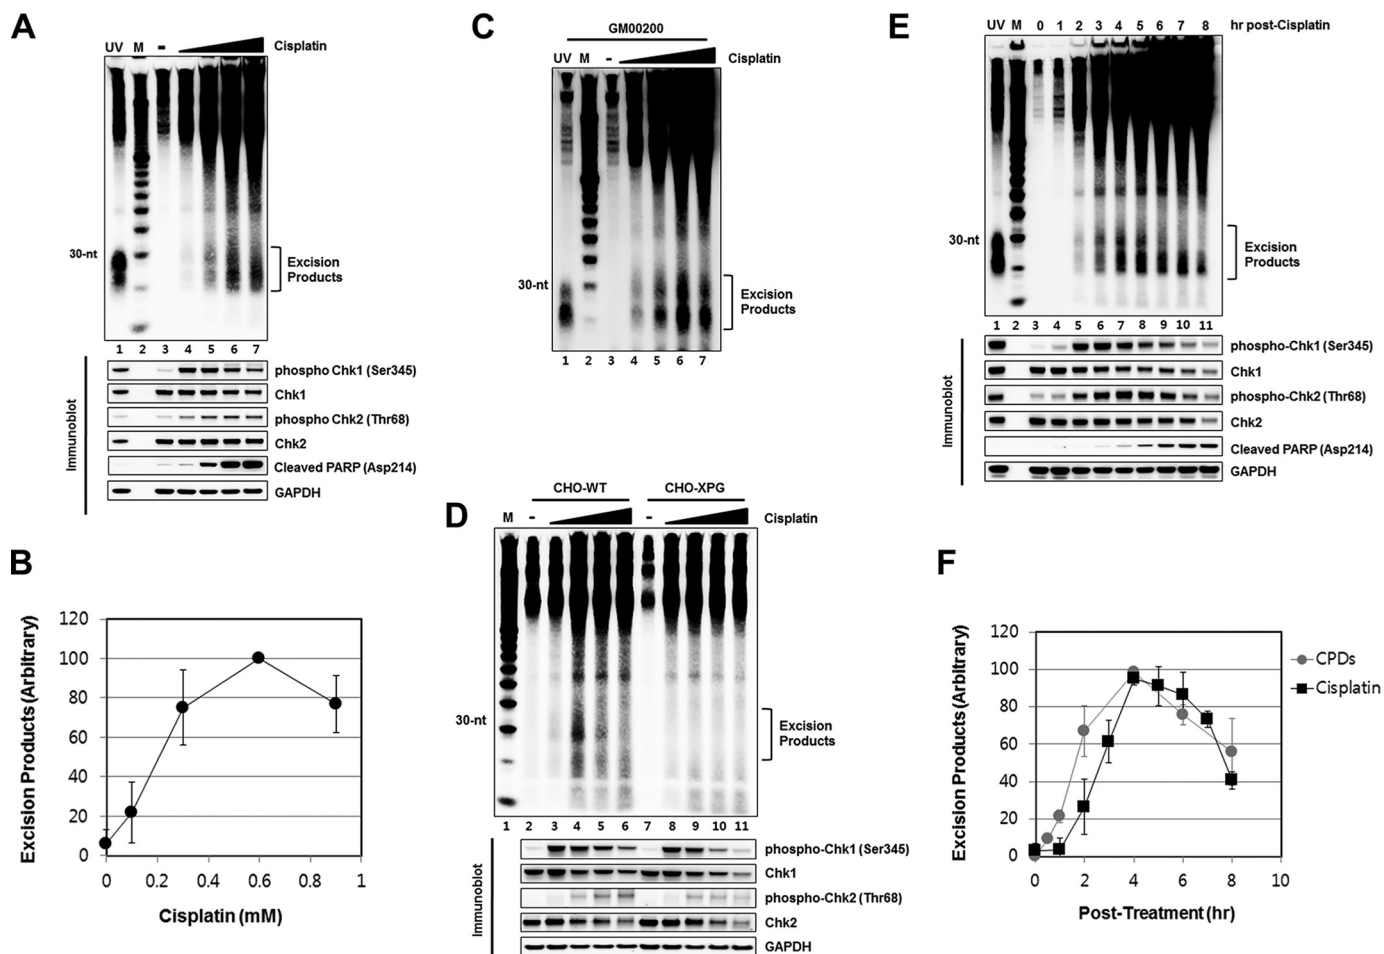 A
UV M - Cisplatin
30-nt
Excision
Products
1 2 3 4 5 6 7
phospho Chk1 (Ser345)
Chk1
phospho Chk2 (Thr68)
Chk2
Cleaved PARP (Asp214)
GAPDH
Immunoblot
B
Excision Products (Arbitrary)
120
100
80
60
40
20
0
0 0.2 0.4 0.6 0.8 1
Cisplatin (mM)
C
GM00200
UV M - Cisplatin
30-nt
Excision
Products
1 2 3 4 5 6 7
D
CHO-WT CHO-XPG
M - - Cisplatin
30-nt
Excision
Products
1 2 3 4 5 6 7 8 9 10 11
phospho-Chk1 (Ser345)
Chk1
phospho-Chk2 (Thr68)
Chk2
GAPDH
Immunoblot
E
UV M 0 1 2 3 4 5 6 7 8 hr post-Cisplatin
30-nt
Excision
Products
1 2 3 4 5 6 7 8 9 10 11
phospho-Chk1 (Ser345)
Chk1
phospho-Chk2 (Thr68)
Chk2
Cleaved PARP (Asp214)
GAPDH
Immunoblot
F
Excision Products (Arbitrary)
120
100
80
60
40
20
0
0 2 4 6 8 10
Post-Treatment (hr)
CPDs
Cisplatin